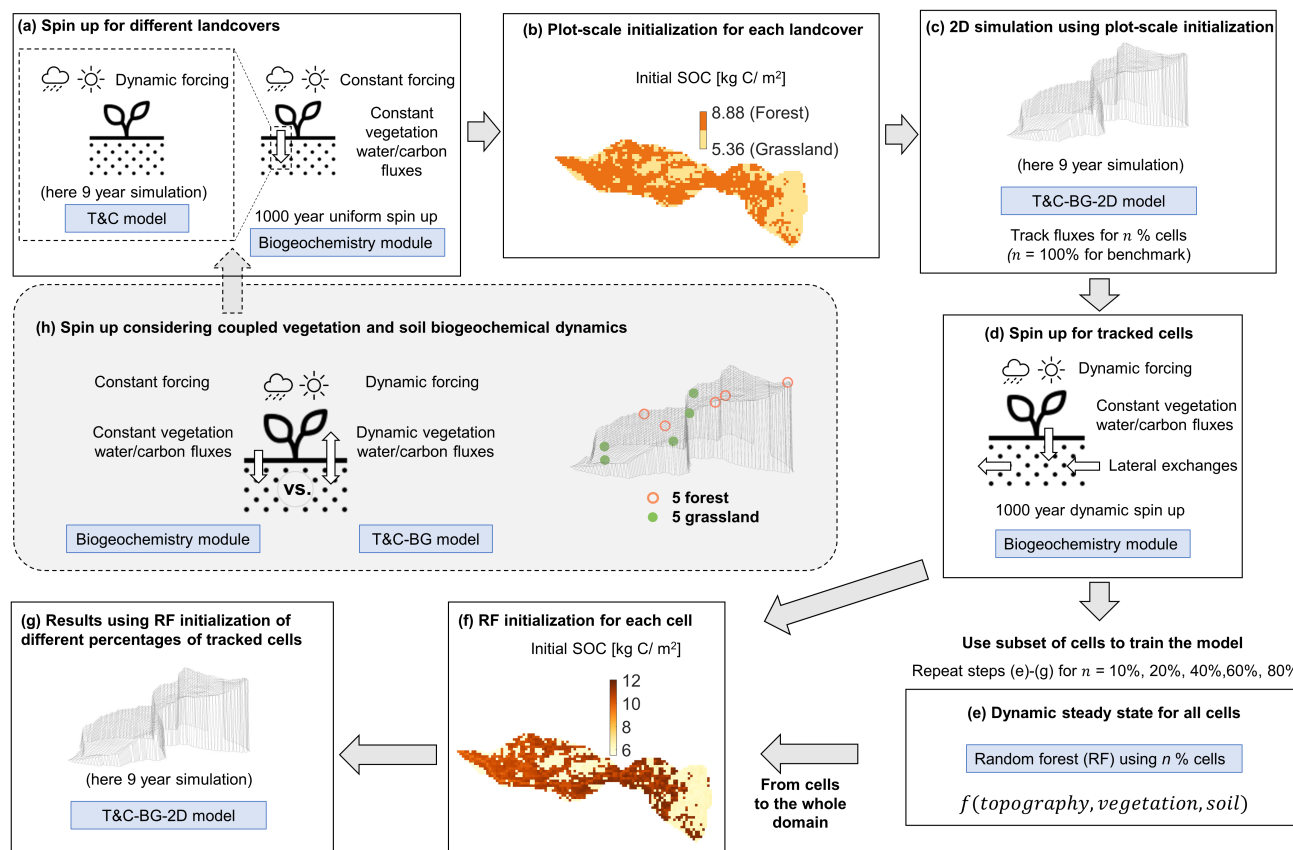 (a) Spin up for different landcovers
Dynamic forcing
(here 9 year simulation)
T&C model
Constant forcing
Constant
vegetation
water/carbon
fluxes
1000 year uniform spin up
Biogeochemistry module
(b) Plot-scale initialization for each landcover
Initial SOC [kg C/ m²]
8.88 (Forest)
5.36 (Grassland)
(c) 2D simulation using plot-scale initialization
(here 9 year simulation)
T&C-BG-2D model
Track fluxes for n % cells
(n = 100% for benchmark)
(h) Spin up considering coupled vegetation and soil biogeochemical dynamics
Constant forcing
Dynamic forcing
Constant vegetation
water/carbon fluxes
Dynamic vegetation
water/carbon fluxes
vs.
Biogeochemistry module
T&C-BG model
5 forest
5 grassland
(d) Spin up for tracked cells
Dynamic forcing
Constant vegetation
water/carbon fluxes
Lateral exchanges
1000 year dynamic spin up
Biogeochemistry module
Use subset of cells to train the model
Repeat steps (e)-(g) for n = 10%, 20%, 40%,60%, 80%
(e) Dynamic steady state for all cells
Random forest (RF) using n % cells
f(topography, vegetation, soil)
From cells
to the whole
domain
(f) RF initialization for each cell
Initial SOC [kg C/ m²]
12
10
8
6
(g) Results using RF initialization of
different percentages of tracked cells
(here 9 year simulation)
T&C-BG-2D model